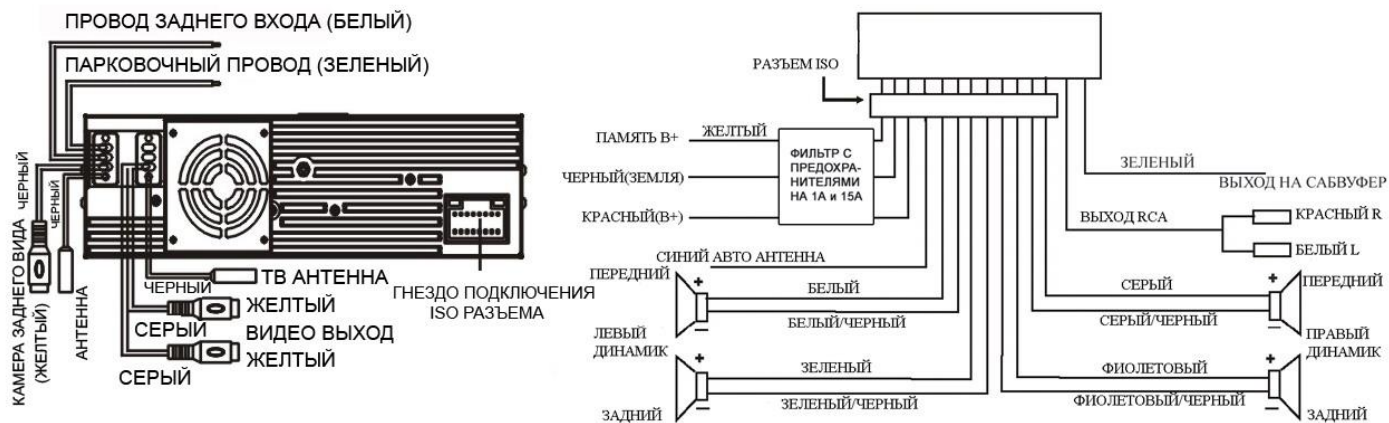 ПРОВОД ЗАДНЕГО ВХОДА (БЕЛЫЙ)
ПАРКОВОЧНЫЙ ПРОВОД (ЗЕЛЕНЫЙ)
ЧЕРНЫЙ
ЧЕРНЫЙ
КАМЕРА ЗАДНЕГО ВИДА
(ЖЕЛТЫЙ)
АНТЕННА
ЧЕРНЫЙ
ТВ АНТЕННА
СЕРЫЙ
ЖЕЛТЫЙ
ВИДЕО ВЫХОД
СЕРЫЙ
ЖЕЛТЫЙ
ГНЕЗДО ПОДКЛЮЧЕНИЯ
ISO РАЗЪЕМА
РАЗЪЕМ ISO
ПАМЯТЬ В+
ЖЕЛТЫЙ
ЧЕРНЫЙ(ЗЕМЛЯ)
КРАСНЫЙ(В+)
ФИЛЬТР С
ПРЕДОХРА-
НИТЕЛЯМИ
НА 1А и 15А
СИНИЙ АВТО АНТЕННА
ПЕРЕДНИЙ
+
БЕЛЫЙ
–
БЕЛЫЙ/ЧЕРНЫЙ
ЛЕВЫЙ
ДИНАМИК
+
ЗЕЛЕНЫЙ
–
ЗЕЛЕНЫЙ/ЧЕРНЫЙ
ЗАДНИЙ
ЗЕЛЕНЫЙ
ВЫХОД НА САБВУФЕР
ВЫХОД RCA
КРАСНЫЙ R
БЕЛЫЙ L
СЕРЫЙ
+
ПЕРЕДНИЙ
СЕРЫЙ/ЧЕРНЫЙ
–
ПРАВЫЙ
ДИНАМИК
ФИОЛЕТОВЫЙ
+
ФИОЛЕТОВЫЙ/ЧЕРНЫЙ
–
ЗАДНИЙ